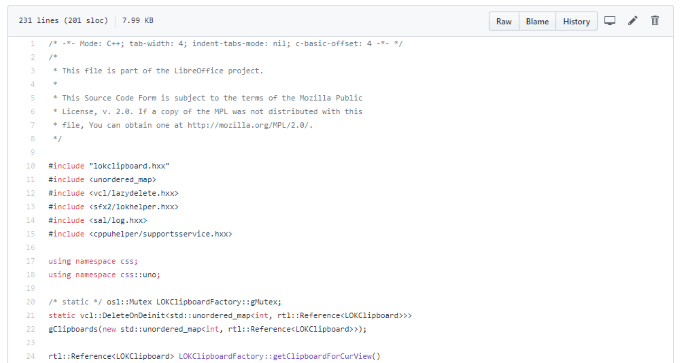 231 lines (201 sloc) 7.99 KB Raw Blame History
1 /* -*- Mode: C++; tab-width: 4; indent-tabs-mode: nil; c-basic-offset: 4 -*- */
2 /*
3 * This file is part of the LibreOffice project.
4 *
5 * This Source Code Form is subject to the terms of the Mozilla Public
6 * License, v. 2.0. If a copy of the MPL was not distributed with this
7 * file, You can obtain one at http://mozilla.org/MPL/2.0/.
8 */
9
10 #include "lokclipboard.hxx"
11 #include <unordered_map>
12 #include <vcl/lazydelete.hxx>
13 #include <sfx2/lokhelper.hxx>
14 #include <sal/log.hxx>
15 #include <cppuhelper/supportsservice.hxx>
16
17 using namespace css;
18 using namespace css::uno;
19
20 /* static */ osl::Mutex LOKClipboardFactory::gMutex;
21 static vcl::DeleteOnDeinit<std::unordered_map<int, rtl::Reference<LOKClipboard>>>
22 gClipboards(new std::unordered_map<int, rtl::Reference<LOKClipboard>>);
23
24 rtl::Reference<LOKClipboard> LOKClipboardFactory::getClipboardForCurView()